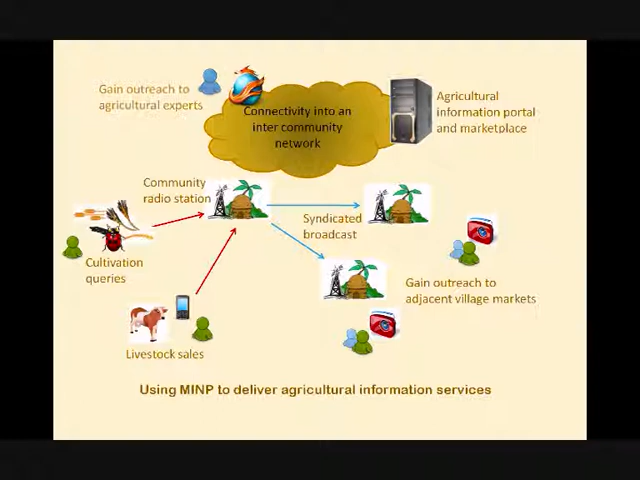 Gain outreach to
agricultural experts
Connectivity into an
inter community
network
Agricultural
information portal
and marketplace
Community
radio station
Syndicated
broadcast
Cultivation
queries
Gain outreach to
adjacent village markets
Livestock sales
Using MINP to deliver agricultural information services